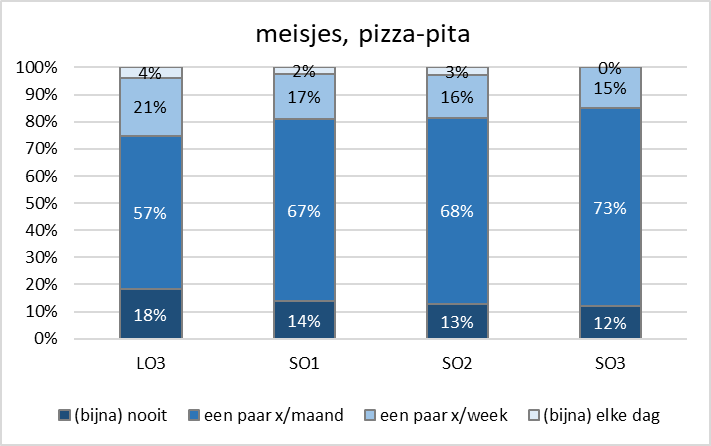 meisjes, pizza-pita
100%
90%
80%
70%
60%
50%
40%
30%
20%
10%
0%
4% 2% 3% 0%
21% 17% 16% 15%
57% 67% 68% 73%
18% 14% 13% 12%
LO3 SO1 SO2 SO3
(bijna) nooit een paar x/maand een paar x/week (bijna) elke dag